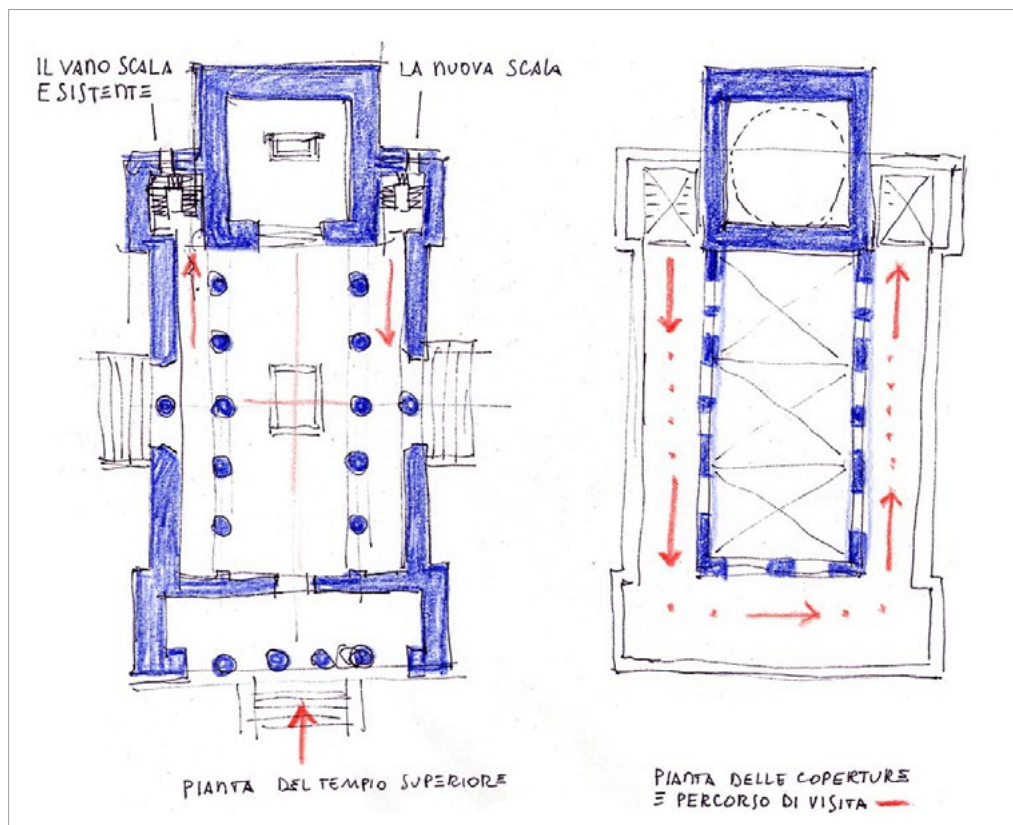 IL VANO SCALA
ESISTENTE
LA NUOVA SCALA
PIANTA DEL TEMPIO SUPERIORE
PIANTA DELLE COPERTURE
E PERCORSO DI VISITA